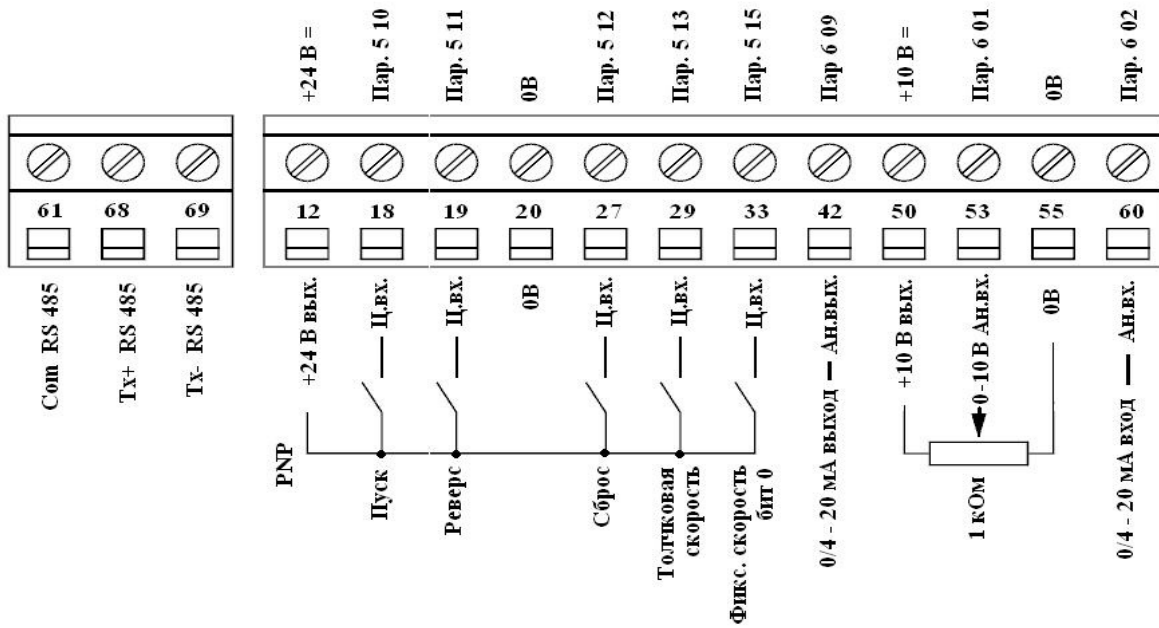 +24 В =
Пар. 5 10
Пар. 5 11
0В
Пар. 5 12
Пар. 5 13
Пар. 5 15
Пар 6 09
+10 В =
Пар. 6 01
0В
Пар. 6 02
61 68 69
12 18 19 20 27 29 33 42 50 53 55 60
Com RS 485
Tx+ RS 485
Tx- RS 485
+24 В вых.
Ц.вх.
Ц.вх.
0В
Ц.вх.
Ц.вх.
Ц.вх.
0/4 - 20 мА выход
Ан.вых.
+10 В вых.
0-10 В Ан.вх.
0В
0/4 - 20 мА вход
Ан.вх.
PNP
Пуск
Реверс
Сброс
Толчковая
скорость
Фикс. скорость
бит 0
1 кОм